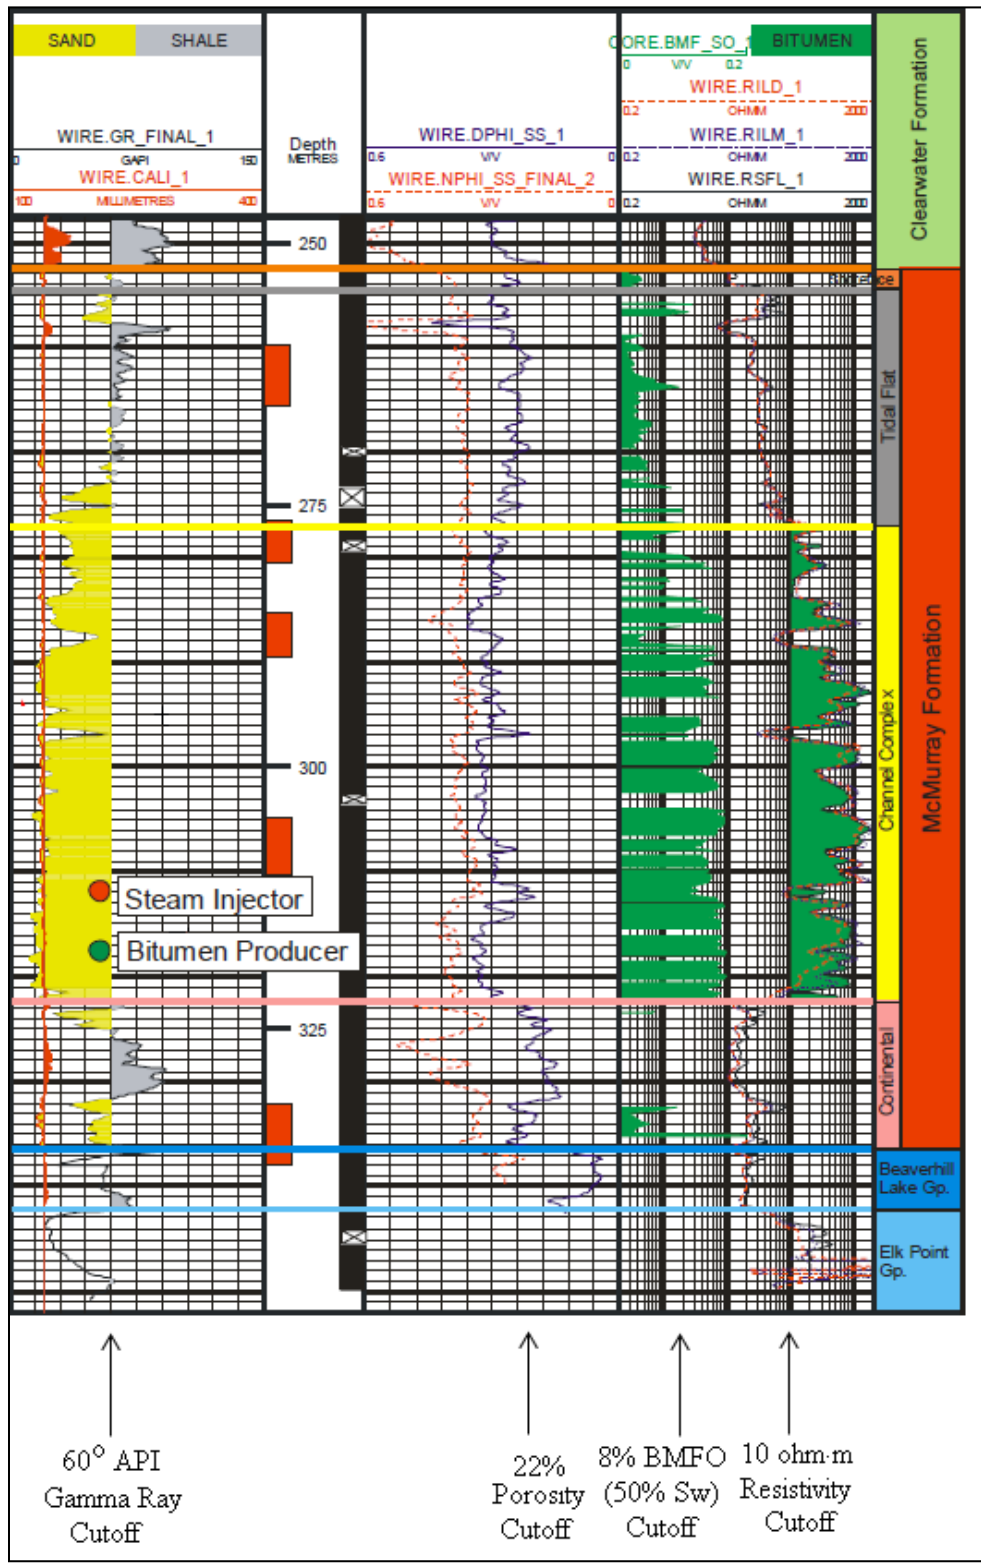 SAND SHALE
WIRE.GR_FINAL_1
0 GAPI 150
WIRE.CALI_1
100 MILLIMETRES 400
Depth
METRES
WIRE.DPHI_SS_1
0.6 V/V 0
WIRE.NPHI_SS_FINAL_2
0.6 V/V 0
CORE.BMF_SO_1 BITUMEN
0 V/V 0.2
WIRE.RILD_1
0.2 OHMM 2000
WIRE.RILM_1
0.2 OHMM 2000
WIRE.RSFL_1
0.2 OHMM 2000
Clearwater Formation
250
275
300
325
Tidal Flat
Channel Complex
Continental
McMurray Formation
Steam Injector
Bitumen Producer
Beaverhill
Lake Gp.
Elk Point
Gp.
60° API
Gamma Ray
Cutoff
22%
Porosity
Cutoff
8% BMFO
(50% Sw)
Cutoff
10 ohm·m
Resistivity
Cutoff